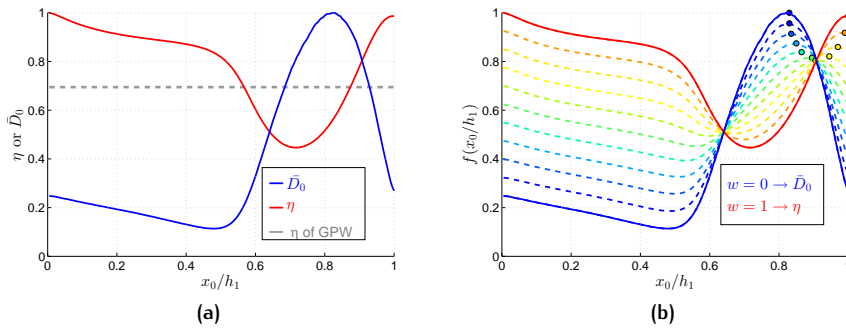 1
0.8
0.6
0.4
0.2
0
η or D̄₀
D̄₀
η
η of GPW
0 0.2 0.4 0.6 0.8 1
x₀/h₁
(a)
1
0.8
0.6
0.4
0.2
0
f(x₀/h₁)
w = 0 → D̄₀
w = 1 → η
0 0.2 0.4 0.6 0.8
x₀/h₁
(b)